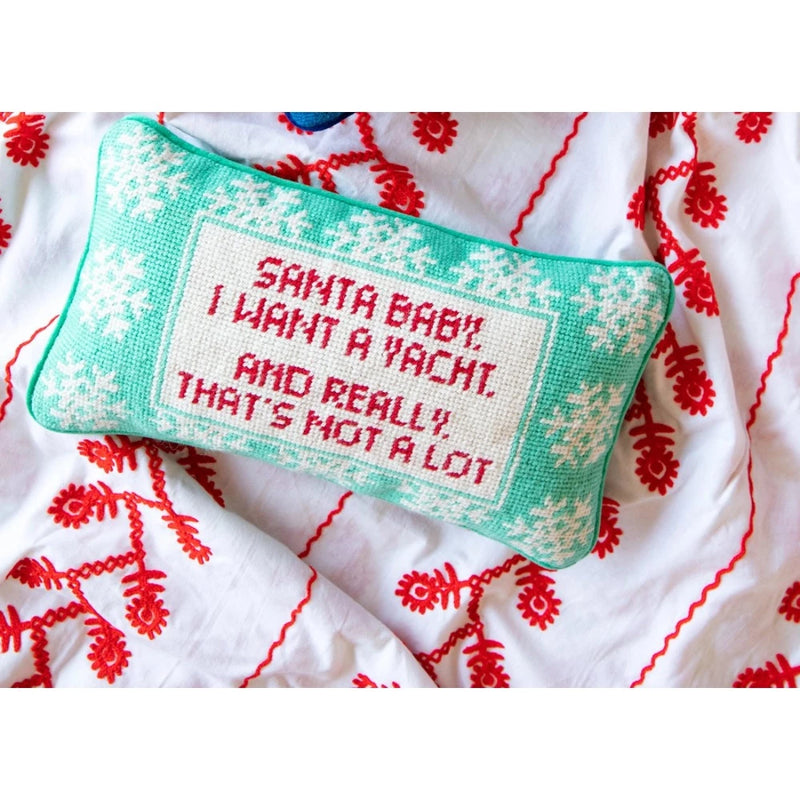 SANTA BABY,
I WANT A YACHT,
AND REALLY,
THAT'S NOT A LOT